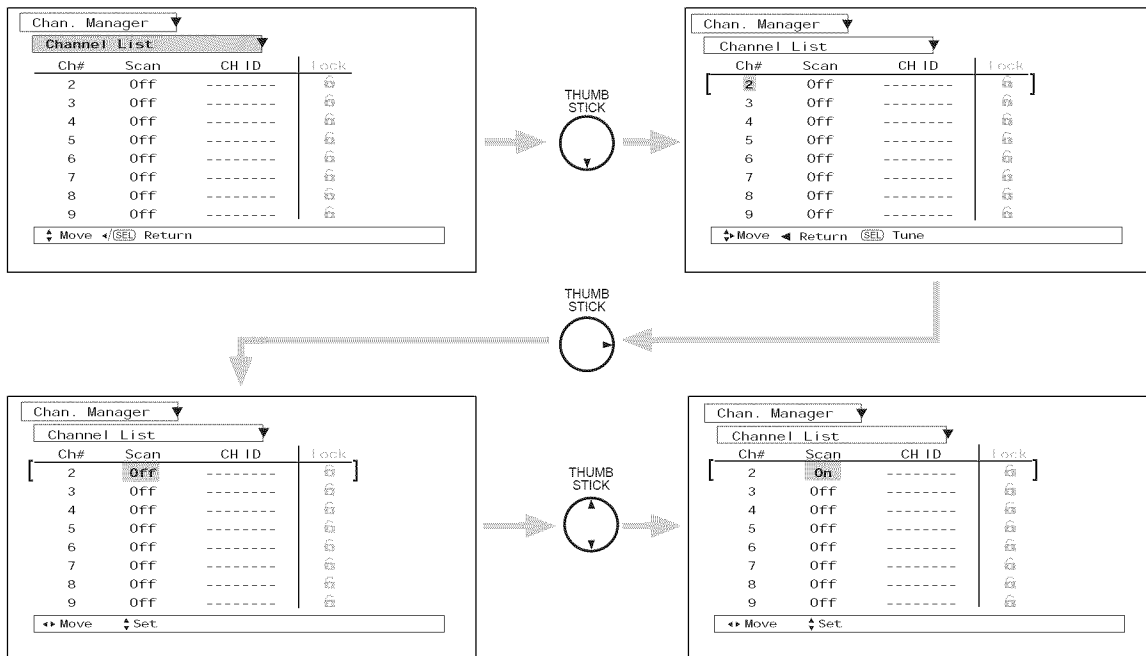 Chan. Manager
Channel List
Ch# Scan CH ID Lock
2 Off --------
3 Off --------
4 Off --------
5 Off --------
6 Off --------
7 Off --------
8 Off --------
9 Off --------
Move / SEL Return
THUMB
STICK
Chan. Manager
Channel List
Ch# Scan CH ID Lock
[ 2 Off -------- ]
3 Off --------
4 Off --------
5 Off --------
6 Off --------
7 Off --------
8 Off --------
9 Off --------
Move Return SEL Tune
THUMB
STICK
Chan. Manager
Channel List
Ch# Scan CH ID Lock
[ 2 Off -------- ]
3 Off --------
4 Off --------
5 Off --------
6 Off --------
7 Off --------
8 Off --------
9 Off --------
Move Set
THUMB
STICK
Chan. Manager
Channel List
Ch# Scan CH ID Lock
[ 2 On -------- ]
3 Off --------
4 Off --------
5 Off --------
6 Off --------
7 Off --------
8 Off --------
9 Off --------
Move Set